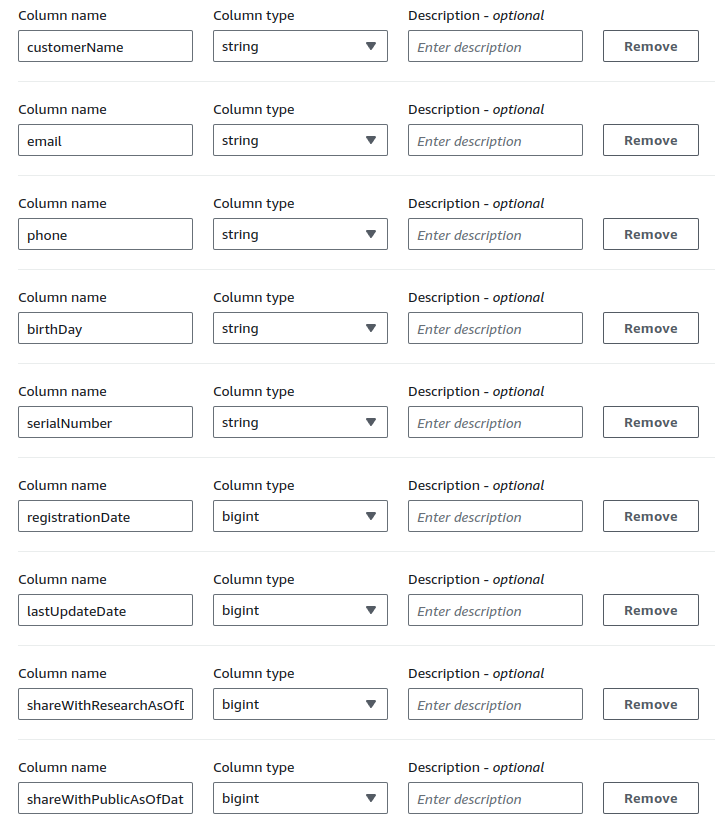 Column name Column type Description - optional
customerName string Enter description Remove
Column name Column type Description - optional
email string Enter description Remove
Column name Column type Description - optional
phone string Enter description Remove
Column name Column type Description - optional
birthDay string Enter description Remove
Column name Column type Description - optional
serialNumber string Enter description Remove
Column name Column type Description - optional
registrationDate bigint Enter description Remove
Column name Column type Description - optional
lastUpdateDate bigint Enter description Remove
Column name Column type Description - optional
shareWithResearchAsOfD bigint Enter description Remove
Column name Column type Description - optional
shareWithPublicAsOfDat bigint Enter description Remove